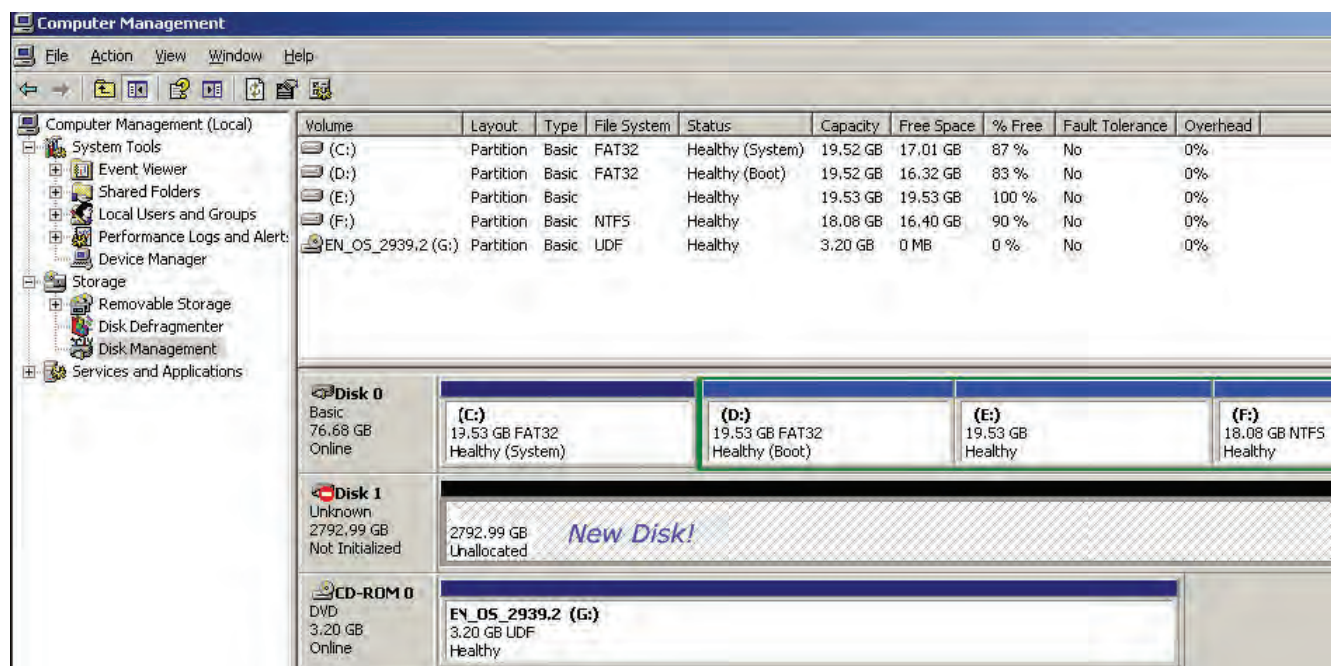 Computer Management
File Action View Window Help
Computer Management (Local)
System Tools
Event Viewer
Shared Folders
Local Users and Groups
Performance Logs and Alert:
Device Manager
Storage
Removable Storage
Disk Defragmenter
Disk Management
Services and Applications
Volume Layout Type File System Status Capacity Free Space % Free Fault Tolerance Overhead
(C:) Partition Basic FAT32 Healthy (System) 19.52 GB 17.01 GB 87 % No 0%
(D:) Partition Basic FAT32 Healthy (Boot) 19.52 GB 16.32 GB 83 % No 0%
(E:) Partition Basic Healthy 19.53 GB 19.53 GB 100 % No 0%
(F:) Partition Basic NTFS Healthy 18.08 GB 16.40 GB 90 % No 0%
EN_OS_2939.2 (G:) Partition Basic UDF Healthy 3.20 GB 0 MB 0 % No 0%
Disk 0
Basic
76.68 GB
Online
(C:)
19.53 GB FAT32
Healthy (System)
(D:)
19.53 GB FAT32
Healthy (Boot)
(E:)
19.53 GB
Healthy
(F:)
18.08 GB NTFS
Healthy
Disk 1
Unknown
2792.99 GB
Not Initialized
2792.99 GB
Unallocated
New Disk!
CD-ROM 0
DVD
3.20 GB
Online
EN_OS_2939.2 (G:)
3.20 GB UDF
Healthy